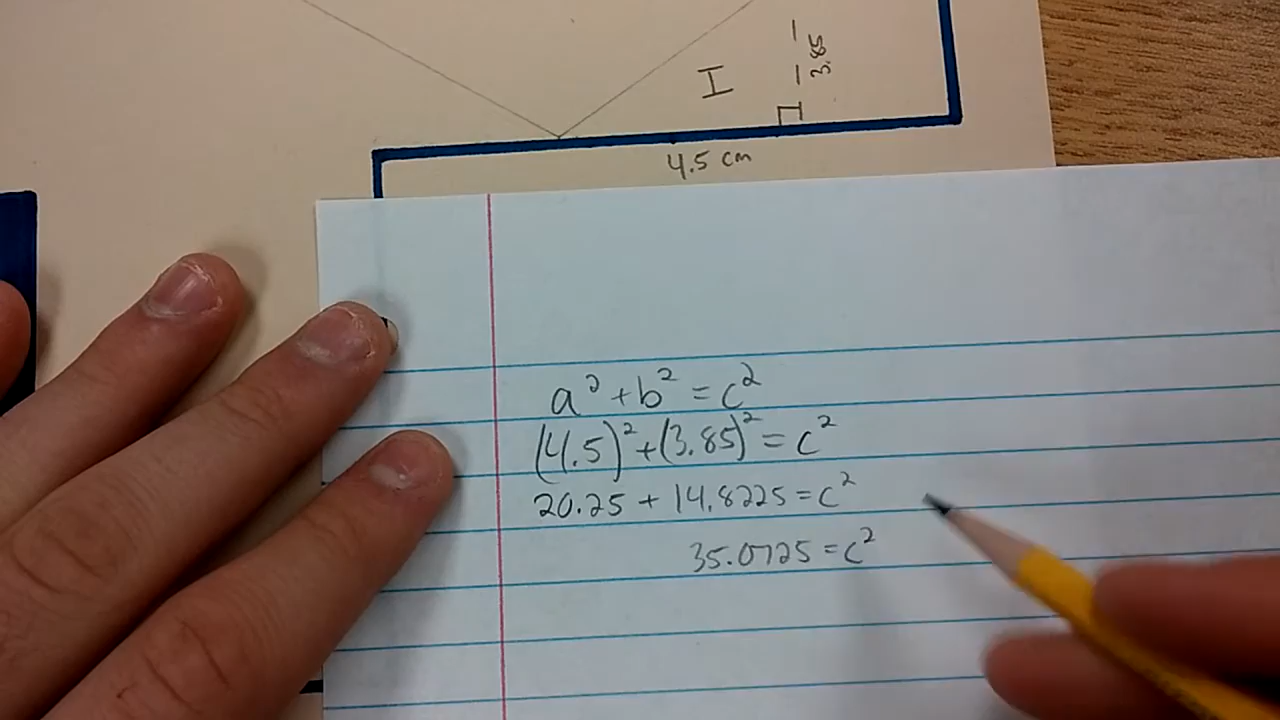 I
3.85
4.5 cm
a² + b² = c²
(4.5)² + (3.85)² = c²
20.25 + 14.8225 = c²
35.0725 = c²